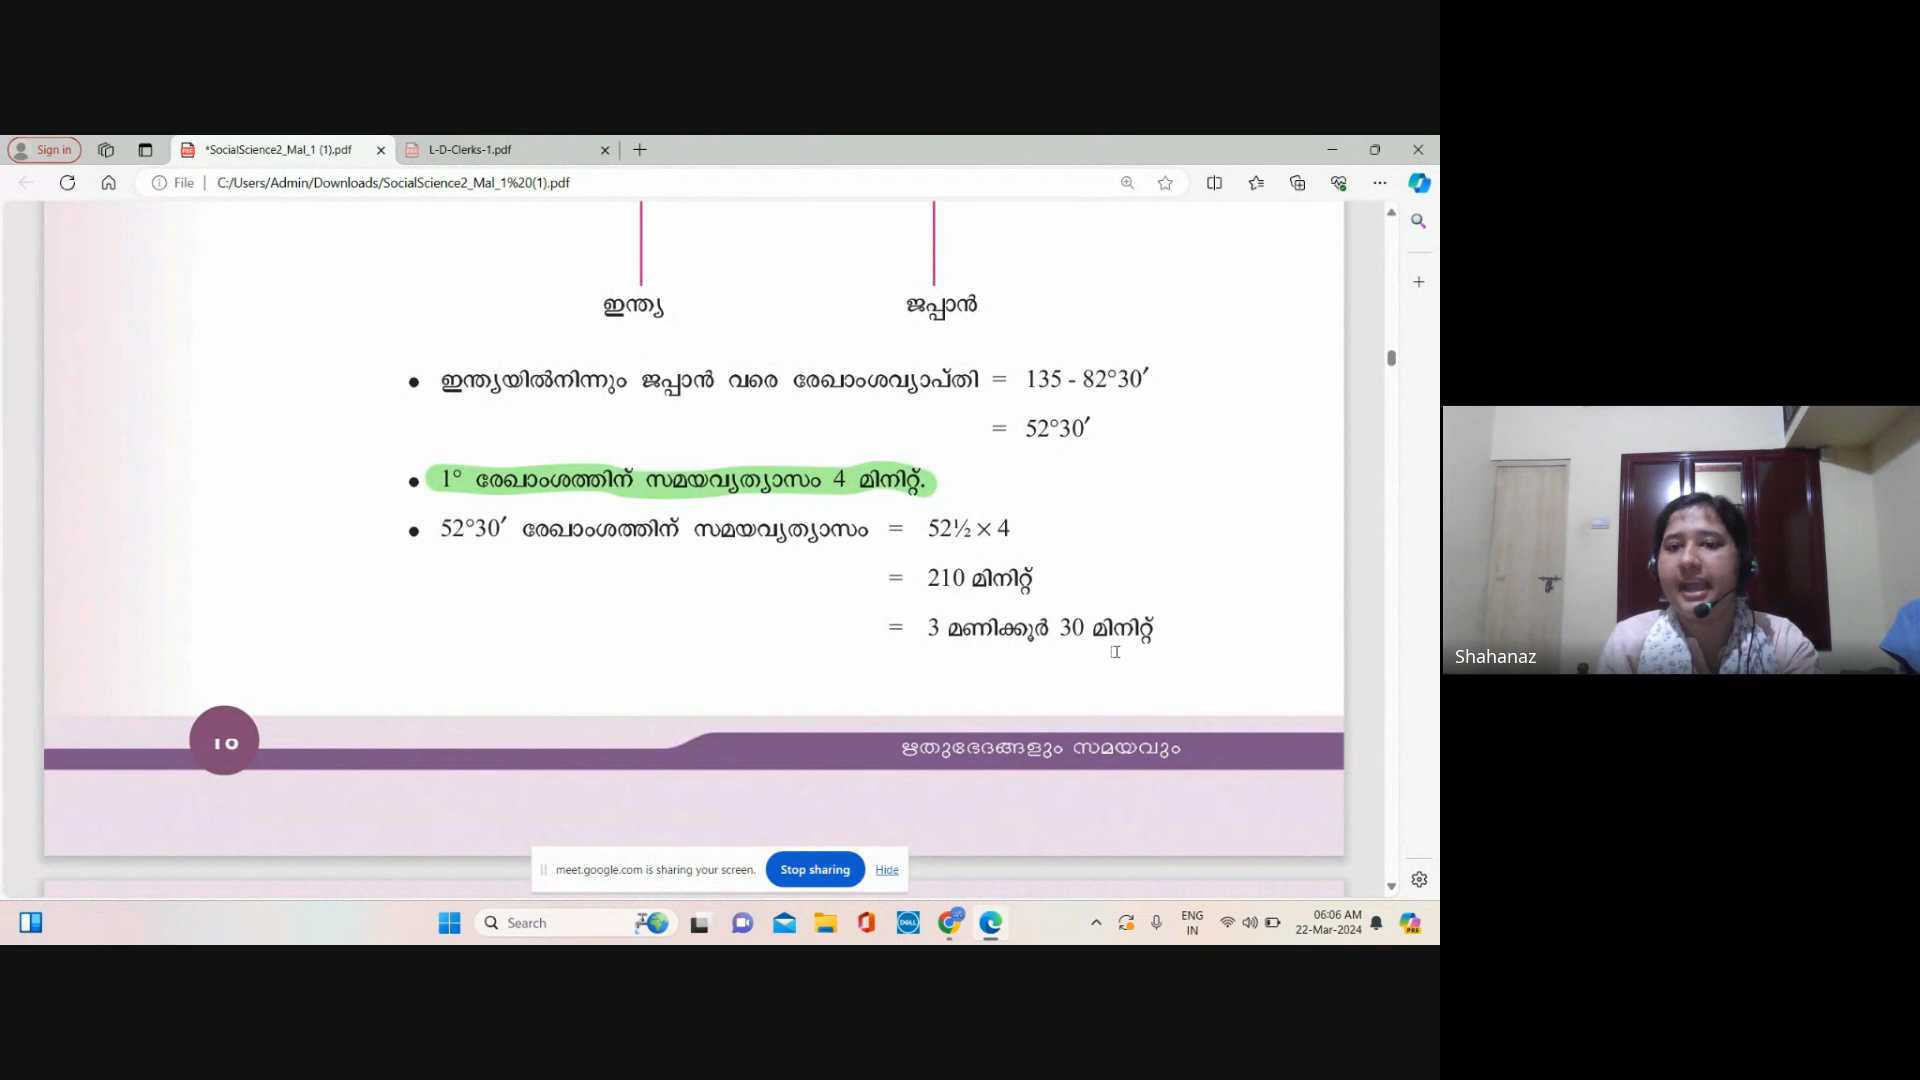 Sign in
*SocialScience2_Mal_1 (1).pdf
L-D-Clerks-1.pdf
File
C:/Users/Admin/Downloads/SocialScience2_Mal_1%20(1).pdf
ഇന്ത്യ ജപ്പാൻ
• ഇന്ത്യയിൽനിന്നും ജപ്പാൻ വരെ രേഖാംശവ്യാപ്തി = 135 - 82°30′
= 52°30′
• 1° രേഖാംശത്തിന് സമയവ്യത്യാസം 4 മിനിറ്റ്.
• 52°30′ രേഖാംശത്തിന് സമയവ്യത്യാസം = 52½ × 4
= 210 മിനിറ്റ്
= 3 മണിക്കൂർ 30 മിനിറ്റ്
Shahanaz
ഋതുഭേദങ്ങളും സമയവും
meet.google.com is sharing your screen. Stop sharing Hide
Search
DELL
ENG
IN
06:06 AM
22-Mar-2024
PRE